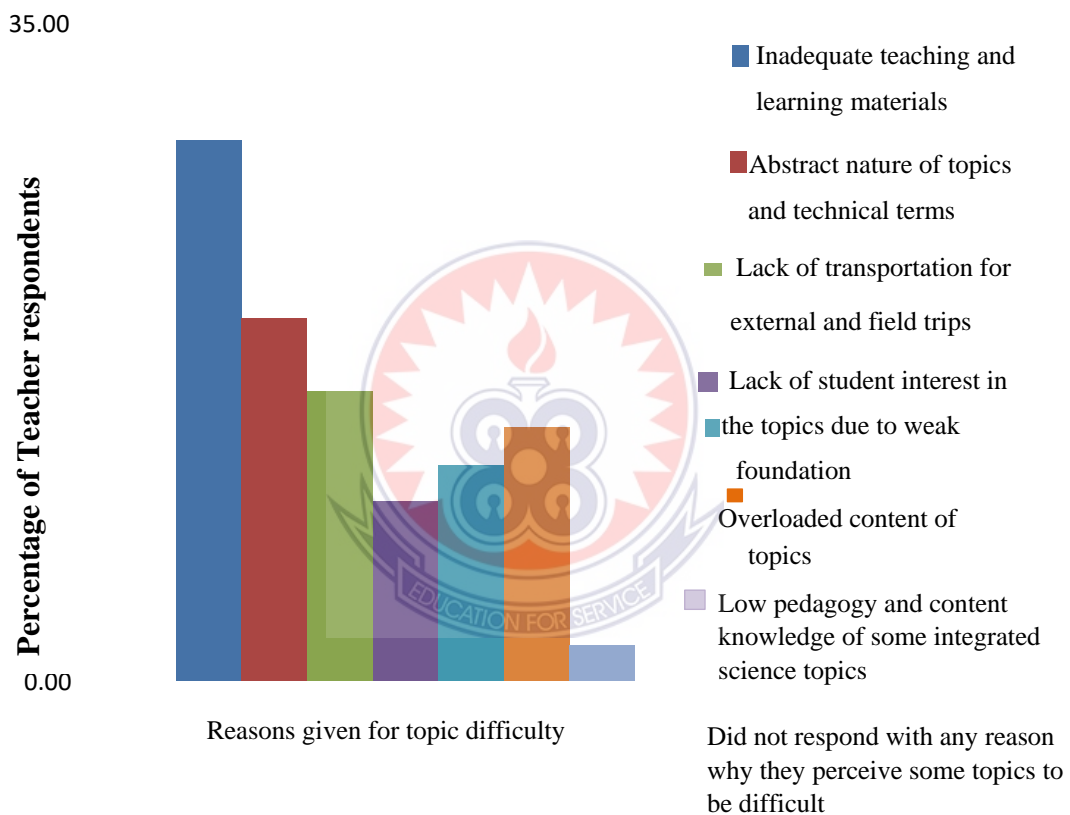 35.00
Percentage of Teacher respondents
0.00
Reasons given for topic difficulty
EDUCATION FOR SERVICE
Inadequate teaching and
learning materials
Abstract nature of topics
and technical terms
Lack of transportation for
external and field trips
Lack of student interest in
the topics due to weak
foundation
Overloaded content of
topics
Low pedagogy and content
knowledge of some integrated
science topics
Did not respond with any reason
why they perceive some topics to
be difficult